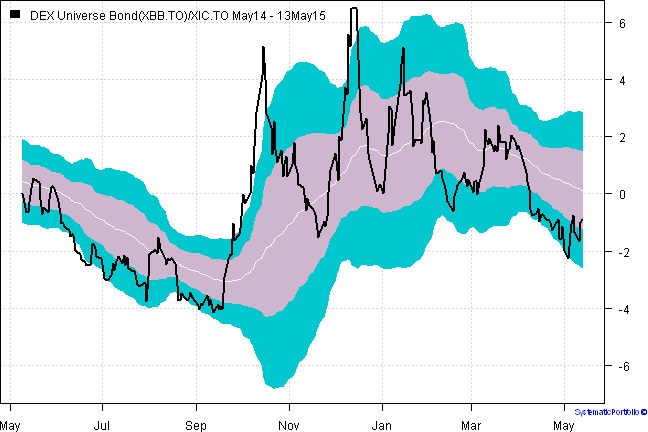 DEX Universe Bond(XBB.TO)/XIC.TO May14 - 13May15
6
4
2
0
-2
-4
-6
May Jul Sep Nov Jan Mar May
SystematicPortfolio ©